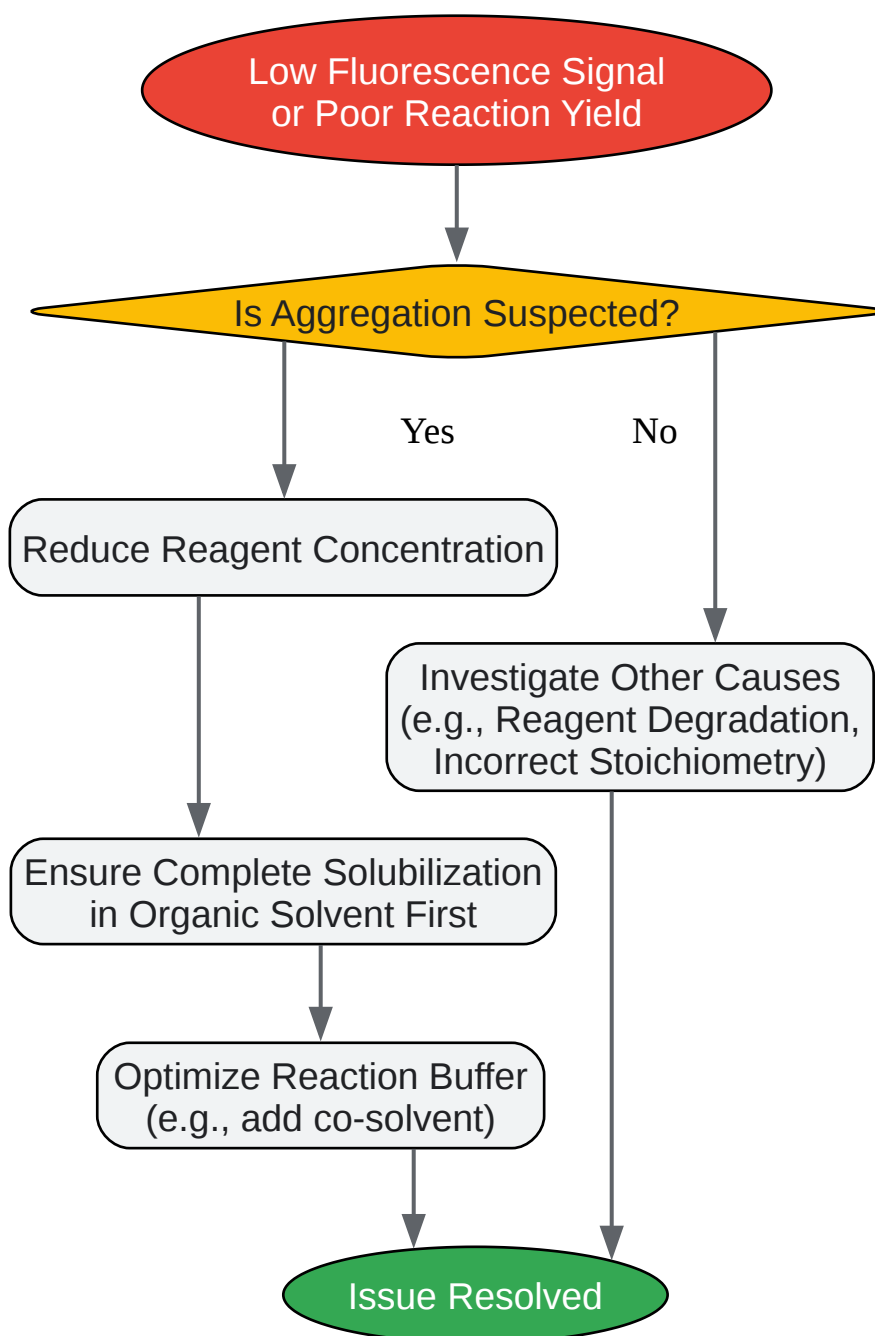 Low Fluorescence Signal
or Poor Reaction Yield
Is Aggregation Suspected?
Yes
No
Reduce Reagent Concentration
Investigate Other Causes
(e.g., Reagent Degradation,
Incorrect Stoichiometry)
Ensure Complete Solubilization
in Organic Solvent First
Optimize Reaction Buffer
(e.g., add co-solvent)
Issue Resolved